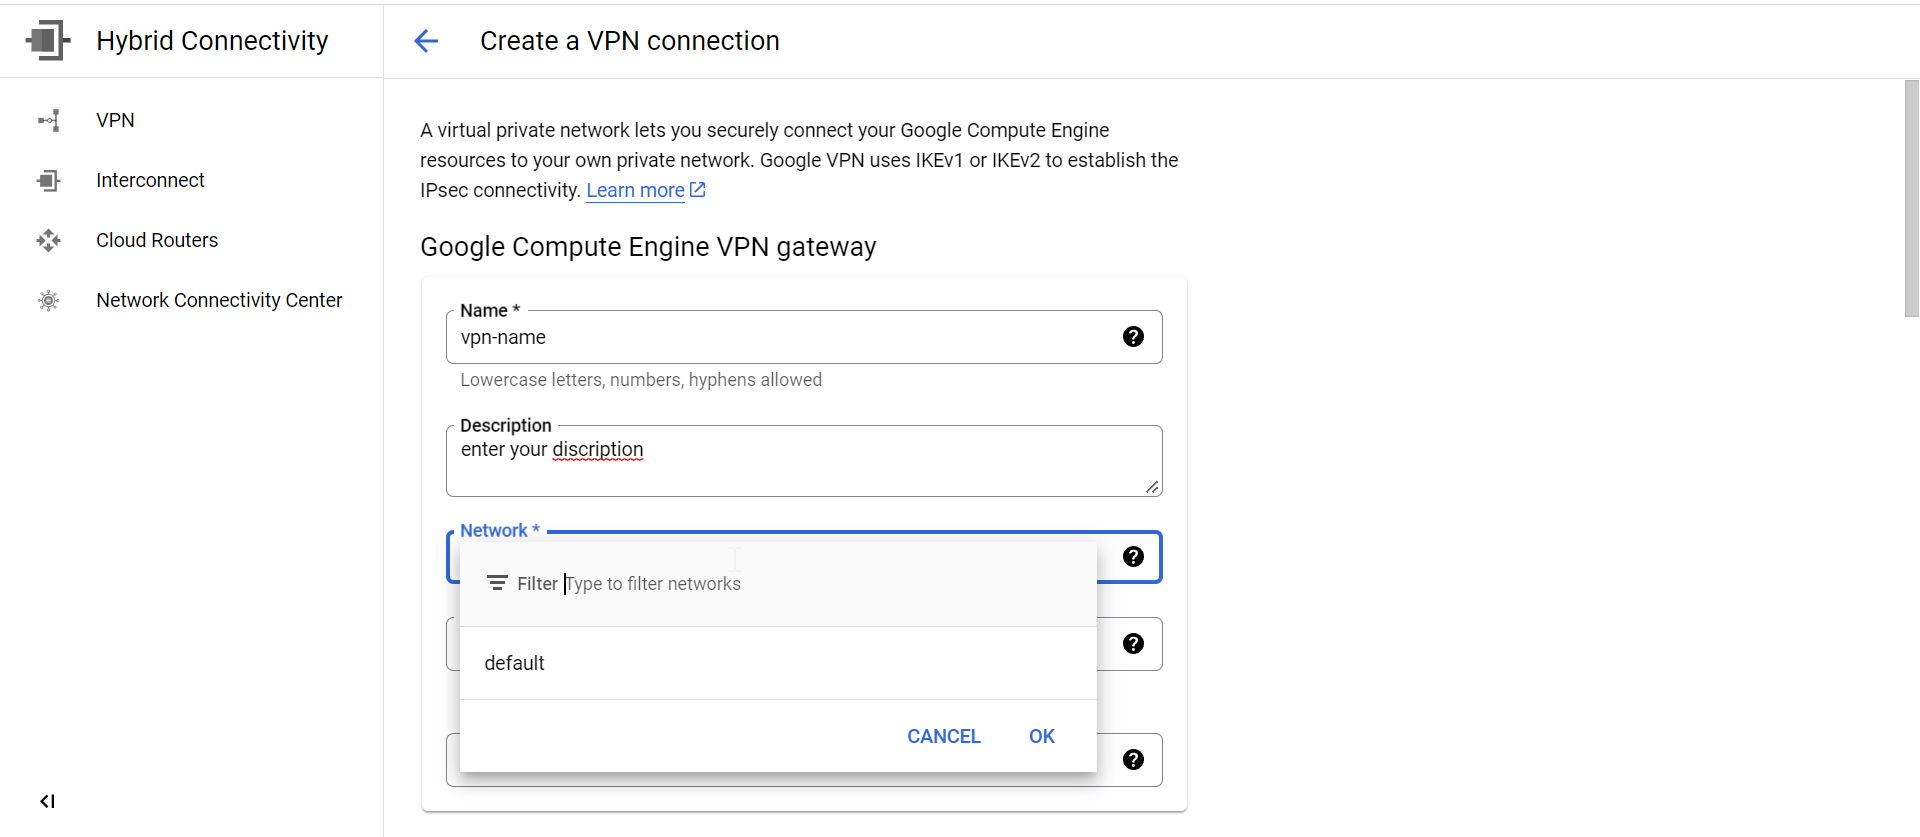 Hybrid Connectivity
Create a VPN connection
VPN
Interconnect
Cloud Routers
Network Connectivity Center
A virtual private network lets you securely connect your Google Compute Engine
resources to your own private network. Google VPN uses IKEv1 or IKEv2 to establish the
IPsec connectivity. Learn more
Google Compute Engine VPN gateway
Name *
vpn-name
Lowercase letters, numbers, hyphens allowed
Description
enter your discription
Network *
Filter Type to filter networks
default
CANCEL OK